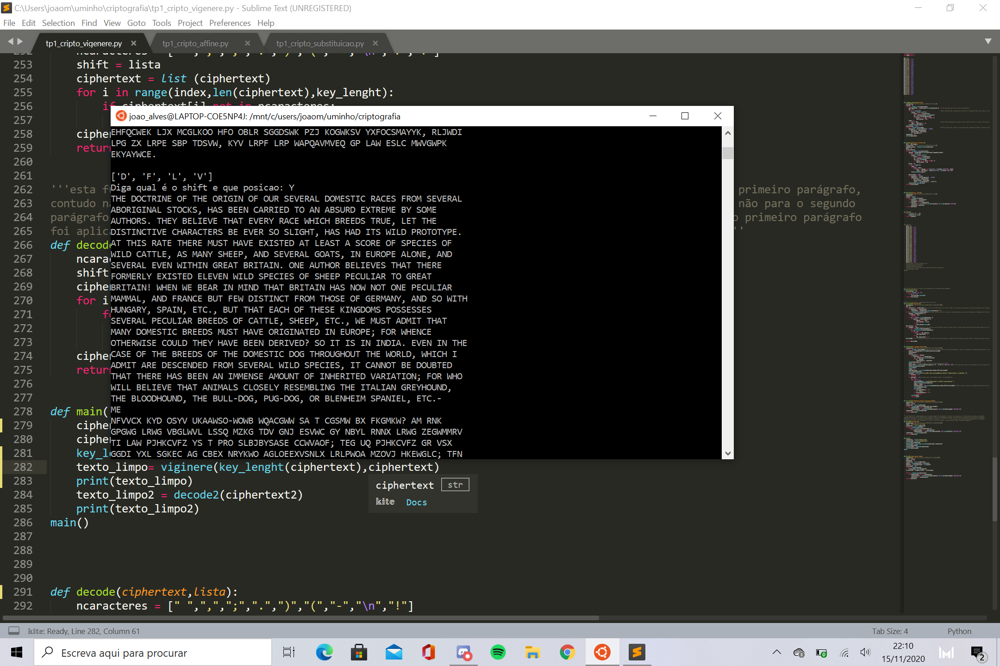 C:\Users\joaom\uminho\criptografia\tp1_cripto_vigenere.py - Sublime Text (UNREGISTERED)
File Edit Selection Find View Goto Tools Project Preferences Help
tp1_cripto_vigenere.py tp1_cripto_affine.py tp1_cripto_substituicao.py
253 shift = lista
254 ciphertext = list (ciphertext)
255 for i in range(index,len(ciphertext),key_lenght):
256 if ciphertext[i] not in ncaracteres:
257
258 cipher
259 return
260
261
262 '''esta fu primeiro parágrafo,
263 contudo na não para o segundo
264 parágrafo o primeiro parágrafo
265 foi aplica '''
266 def decode
267 ncarac
268 shift
269 cipher
270 for i
271 fo
272
273
274 cipher
275 return
276
277
278 def main(
279 cipher
280 cipher
281 key_le
282 texto_limpo= viginere(key_lenght(ciphertext),ciphertext)
283 print(texto_limpo)
284 texto_limpo2 = decode2(ciphertext2)
285 print(texto_limpo2)
286 main()
287
288
289
290
291 def decode(ciphertext,lista):
292 ncaracteres = [" ",",",";",".",")","(","-","\n","!"]
ciphertext str
kite Docs
joao_alves@LAPTOP-COE5NP4J: /mnt/c/users/joaom/uminho/criptografia
EHFQCWEK LJX MCGLKOO HFO OBLR SGGDSWK PZJ KOGWKSV YXFOCSMAYYK, RLJWDI
LPG ZX LRPE SBP TDSVW, KYV LRPF LRP WAPQAVMVEQ GP LAW ESLC MWVGWPK
EKYAYWCE.
['D', 'F', 'L', 'V']
Diga qual é o shift e que posicao: Y
THE DOCTRINE OF THE ORIGIN OF OUR SEVERAL DOMESTIC RACES FROM SEVERAL
ABORIGINAL STOCKS, HAS BEEN CARRIED TO AN ABSURD EXTREME BY SOME
AUTHORS. THEY BELIEVE THAT EVERY RACE WHICH BREEDS TRUE, LET THE
DISTINCTIVE CHARACTERS BE EVER SO SLIGHT, HAS HAD ITS WILD PROTOTYPE.
AT THIS RATE THERE MUST HAVE EXISTED AT LEAST A SCORE OF SPECIES OF
WILD CATTLE, AS MANY SHEEP, AND SEVERAL GOATS, IN EUROPE ALONE, AND
SEVERAL EVEN WITHIN GREAT BRITAIN. ONE AUTHOR BELIEVES THAT THERE
FORMERLY EXISTED ELEVEN WILD SPECIES OF SHEEP PECULIAR TO GREAT
BRITAIN! WHEN WE BEAR IN MIND THAT BRITAIN HAS NOW NOT ONE PECULIAR
MAMMAL, AND FRANCE BUT FEW DISTINCT FROM THOSE OF GERMANY, AND SO WITH
HUNGARY, SPAIN, ETC., BUT THAT EACH OF THESE KINGDOMS POSSESSES
SEVERAL PECULIAR BREEDS OF CATTLE, SHEEP, ETC., WE MUST ADMIT THAT
MANY DOMESTIC BREEDS MUST HAVE ORIGINATED IN EUROPE; FOR WHENCE
OTHERWISE COULD THEY HAVE BEEN DERIVED? SO IT IS IN INDIA. EVEN IN THE
CASE OF THE BREEDS OF THE DOMESTIC DOG THROUGHOUT THE WORLD, WHICH I
ADMIT ARE DESCENDED FROM SEVERAL WILD SPECIES, IT CANNOT BE DOUBTED
THAT THERE HAS BEEN AN IMMENSE AMOUNT OF INHERITED VARIATION; FOR WHO
WILL BELIEVE THAT ANIMALS CLOSELY RESEMBLING THE ITALIAN GREYHOUND,
THE BLOODHOUND, THE BULL-DOG, PUG-DOG, OR BLENHEIM SPANIEL, ETC.-
ME
NFVVCX KYD OSYV UKAAWSO-WOWB WQACGWW SA T CGSMW BX FKGMKW? AM RNK
GPGWG LRWG VBGLWVL LSSQ MZKG TDV GNJ ESVWC GY NBYL RNNX LRWG ZEGWMMRV
TI LAW PJHKCVFZ YS T PRO SLBJBYSASE CCWVAOF; TEG UQ PJHKCVFZ GR VSX
GGDI YXL SGKEC AG CBEX NRYKWO AGLOEEXVSNLX LRLPWOA MZOVJ HKEWGLC; TFN
kite: Ready, Line 282, Column 61 Tab Size: 4 Python
Escreva aqui para procurar
22:10
15/11/2020
2